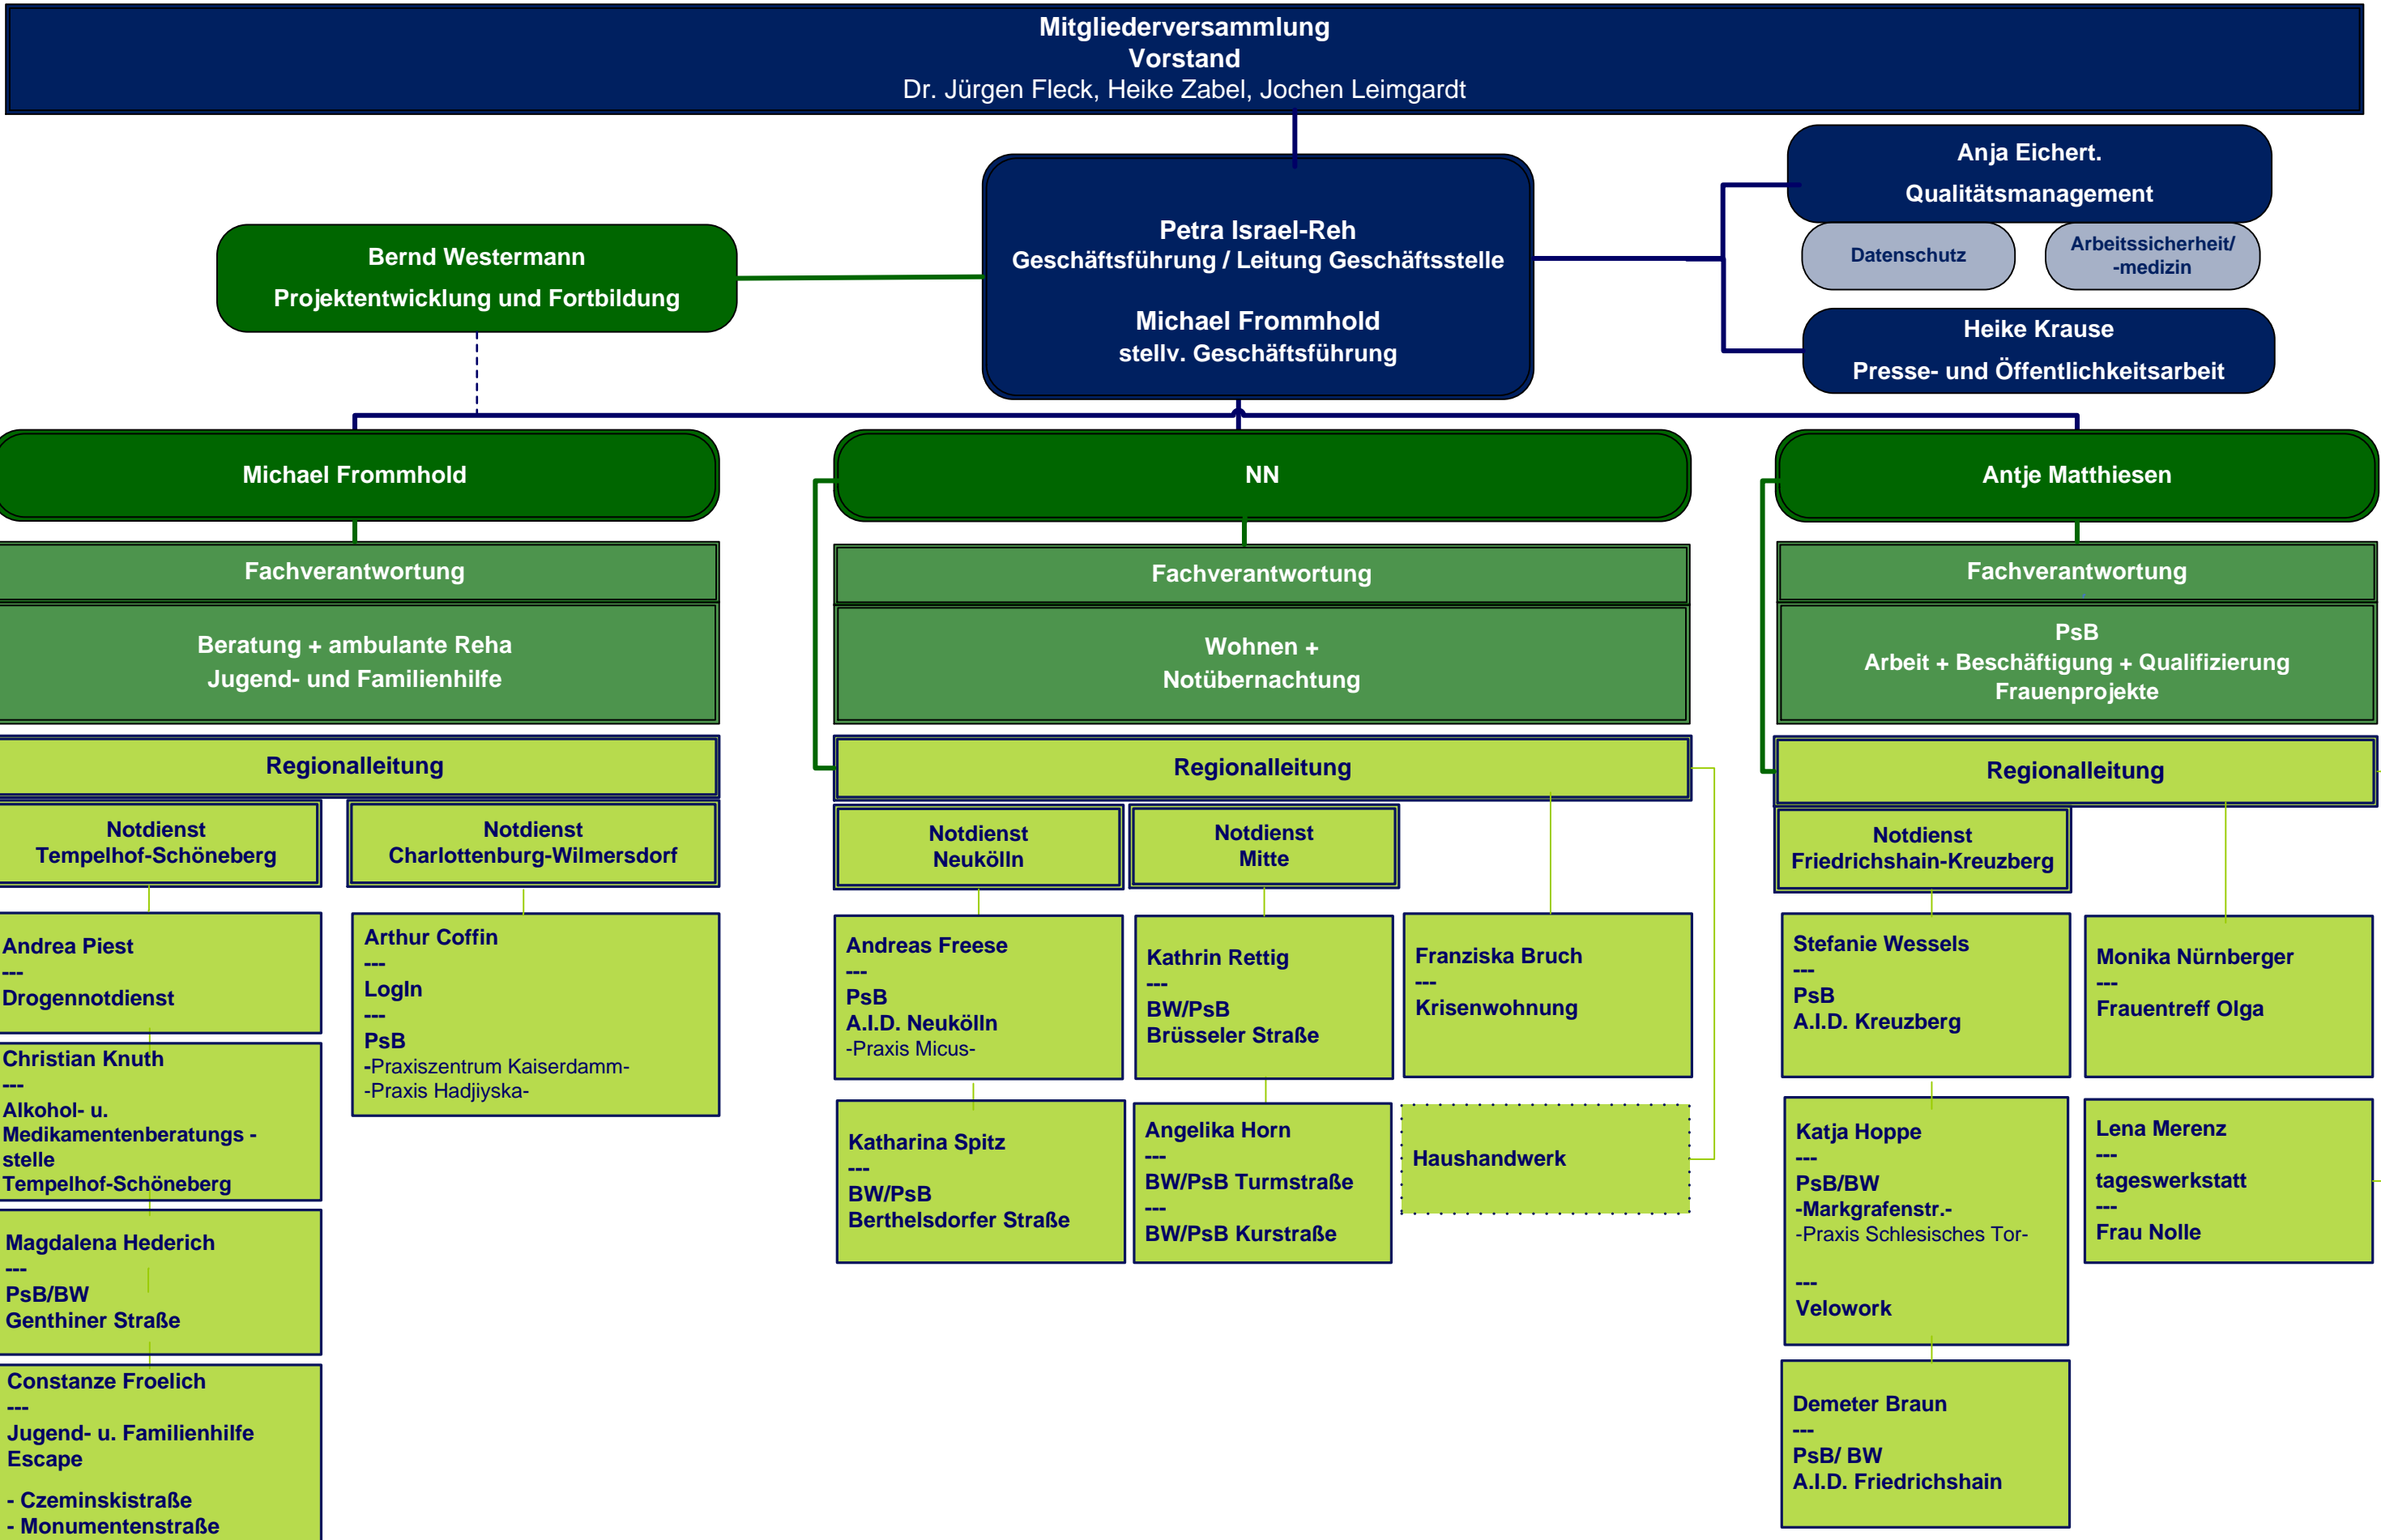 Mitgliederversammlung
Vorstand
Dr. Jürgen Fleck, Heike Zabel, Jochen Leimgardt
Anja Eichert.
Qualitätsmanagement
Datenschutz
Arbeitssicherheit/
-medizin
Heike Krause
Presse- und Öffentlichkeitsarbeit
Petra Israel-Reh
Geschäftsführung / Leitung Geschäftsstelle
Michael Frommhold
stellv. Geschäftsführung
Bernd Westermann
Projektentwicklung und Fortbildung
Michael Frommhold
Fachverantwortung
Beratung + ambulante Reha
Jugend- und Familienhilfe
Regionalleitung
Notdienst
Tempelhof-Schöneberg
Andrea Piest
---
Drogennotdienst
Christian Knuth
---
Alkohol- u.
Medikamentenberatungs -
stelle
Tempelhof-Schöneberg
Magdalena Hederich
---
PsB/BW
Genthiner Straße
Constanze Froelich
---
Jugend- u. Familienhilfe
Escape
- Czeminskistraße
- Monumentenstraße
Notdienst
Charlottenburg-Wilmersdorf
Arthur Coffin
---
LogIn
---
PsB
-Praxiszentrum Kaiserdamm-
-Praxis Hadjiyska-
NN
Fachverantwortung
Wohnen +
Notübernachtung
Regionalleitung
Notdienst
Neukölln
Andreas Freese
---
PsB
A.I.D. Neukölln
-Praxis Micus-
Katharina Spitz
---
BW/PsB
Berthelsdorfer Straße
Notdienst
Mitte
Kathrin Rettig
---
BW/PsB
Brüsseler Straße
Angelika Horn
---
BW/PsB Turmstraße
---
BW/PsB Kurstraße
Franziska Bruch
---
Krisenwohnung
Haushandwerk
Antje Matthiesen
Fachverantwortung
PsB
Arbeit + Beschäftigung + Qualifizierung
Frauenprojekte
Regionalleitung
Notdienst
Friedrichshain-Kreuzberg
Stefanie Wessels
---
PsB
A.I.D. Kreuzberg
Katja Hoppe
---
PsB/BW
-Markgrafenstr.-
-Praxis Schlesisches Tor-
---
Velowork
Demeter Braun
---
PsB/ BW
A.I.D. Friedrichshain
Monika Nürnberger
---
Frauentreff Olga
Lena Merenz
---
tageswerkstatt
---
Frau Nolle